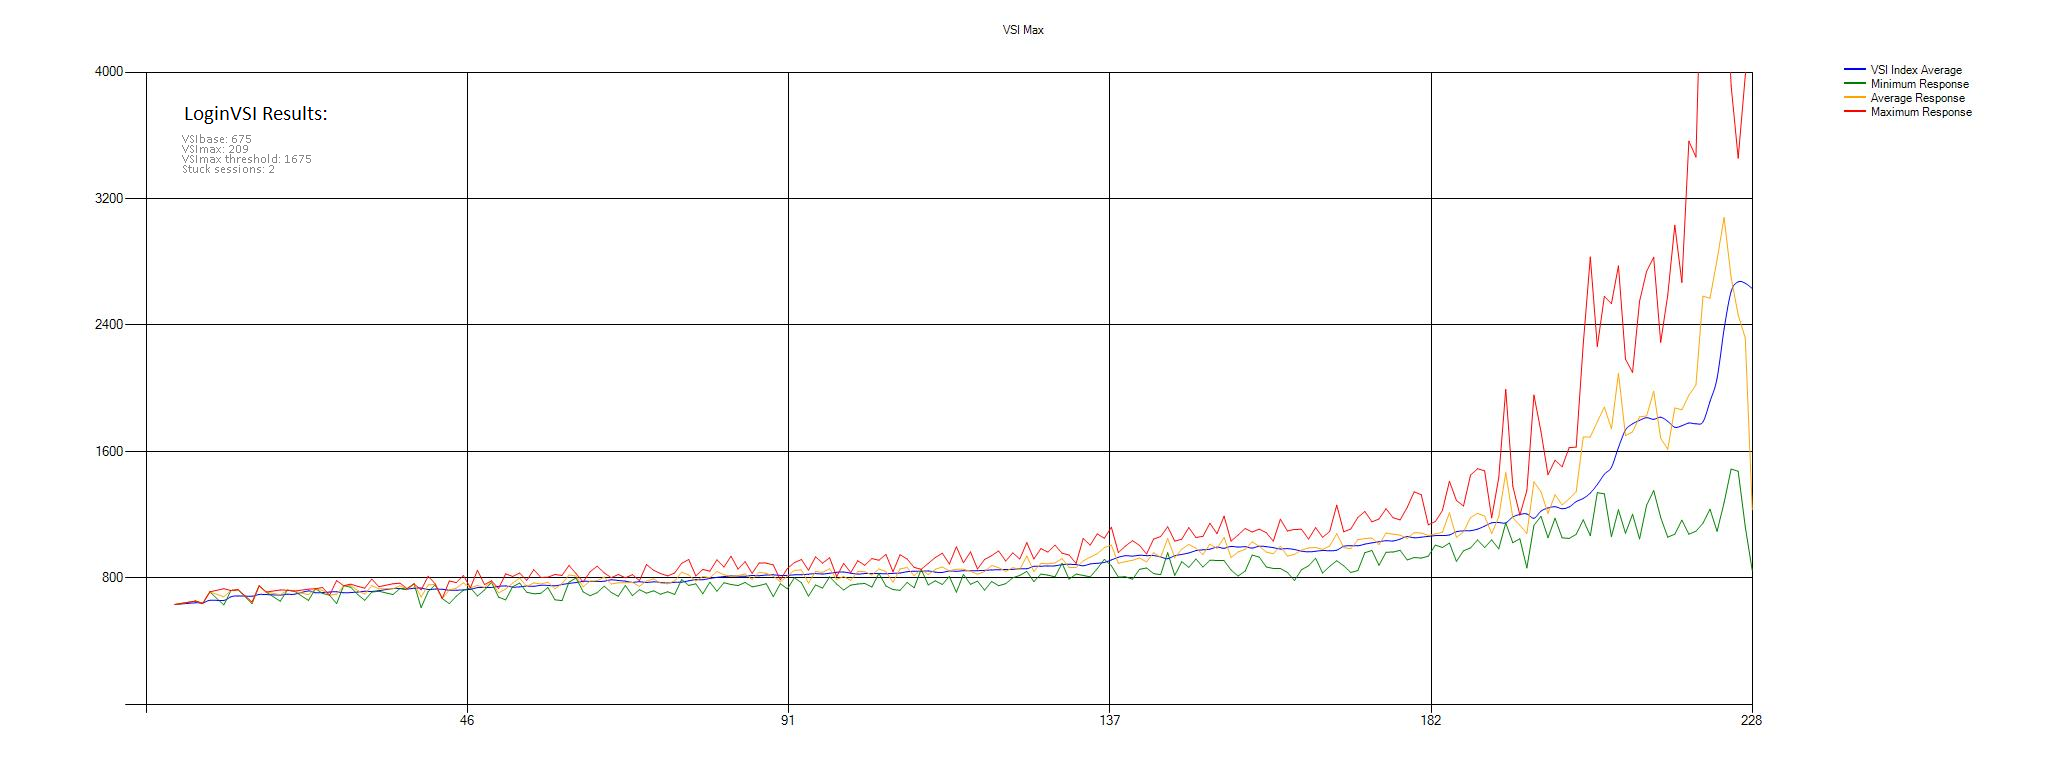 VSI Max
4000
3200
2400
1600
800
LoginVSI Results:
VSIbase: 675
VSImax: 209
VSImax threshold: 1675
Stuck sessions: 2
VSI Index Average
Minimum Response
Average Response
Maximum Response
46
91
137
182
228